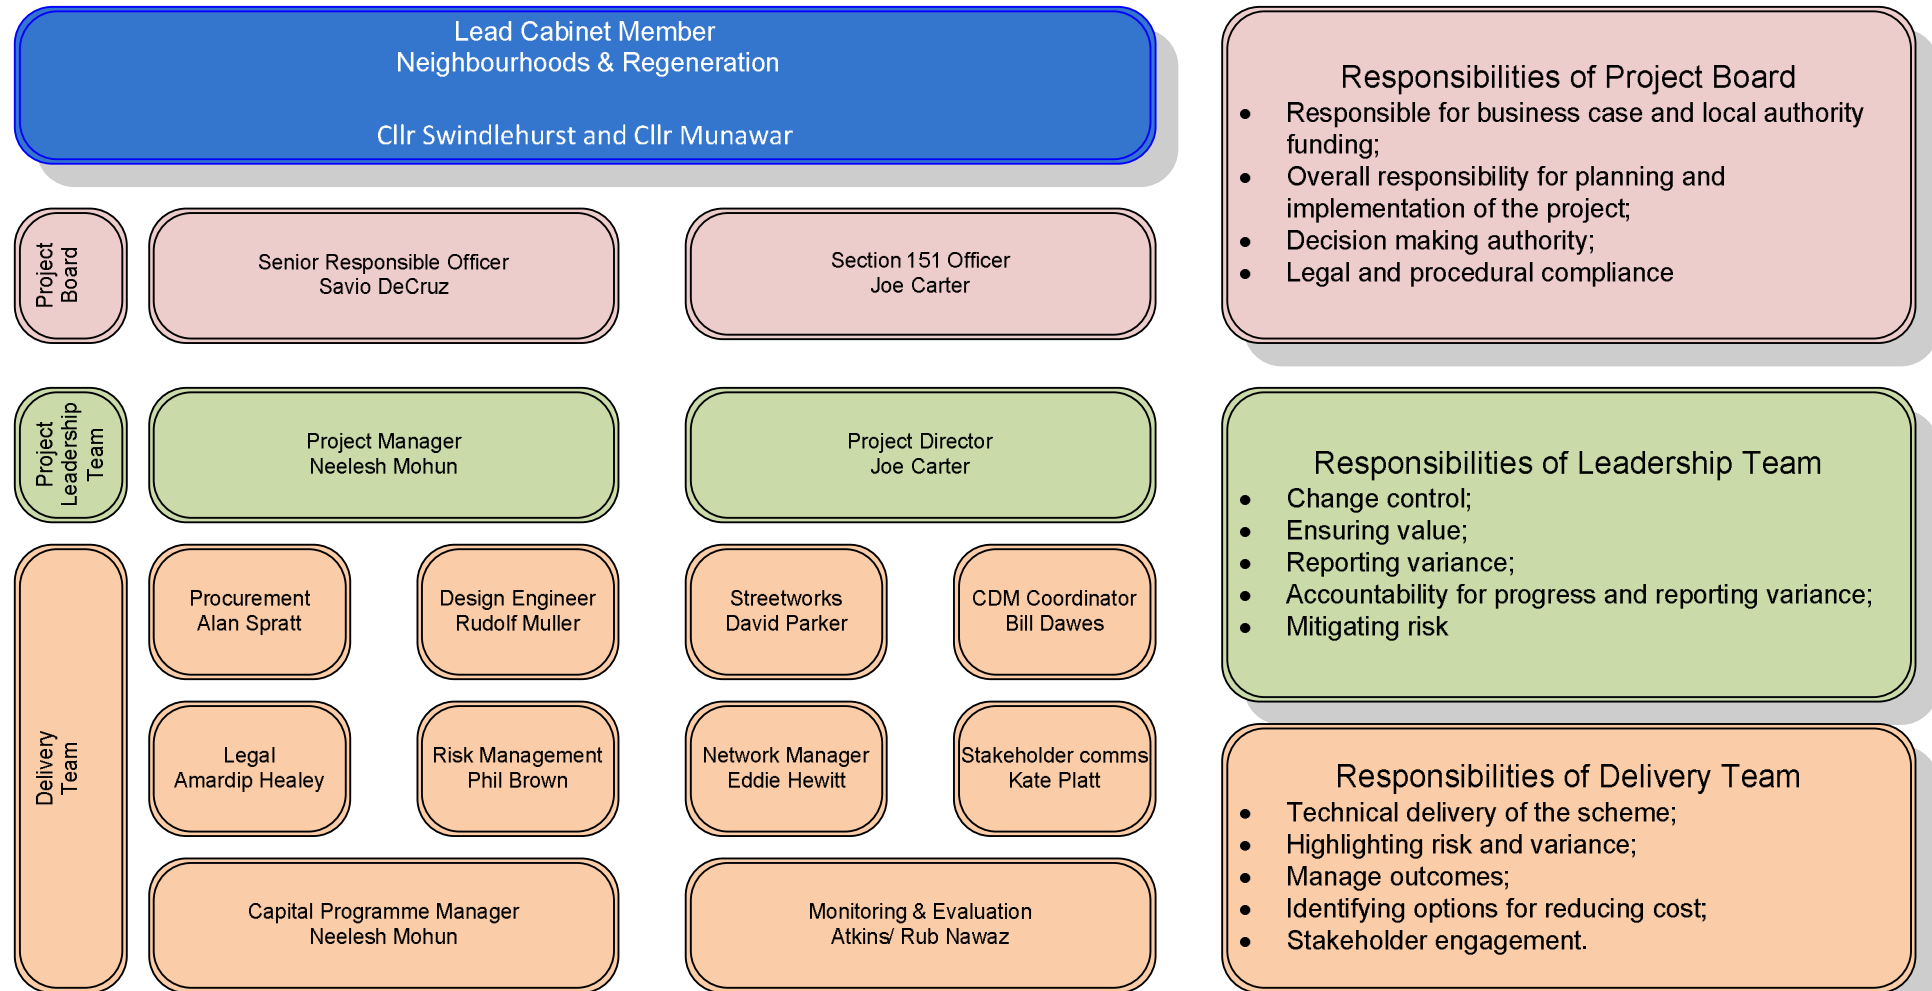 Lead Cabinet Member
Neighbourhoods & Regeneration
Cllr Swindlehurst and Cllr Munawar
Project
Board
Senior Responsible Officer
Savio DeCruz
Section 151 Officer
Joe Carter
Responsibilities of Project Board
• Responsible for business case and local authority
funding;
• Overall responsibility for planning and
implementation of the project;
• Decision making authority;
• Legal and procedural compliance
Project
Leadership
Team
Project Manager
Neelesh Mohun
Project Director
Joe Carter
Responsibilities of Leadership Team
• Change control;
• Ensuring value;
• Reporting variance;
• Accountability for progress and reporting variance;
• Mitigating risk
Delivery
Team
Procurement
Alan Spratt
Design Engineer
Rudolf Muller
Streetworks
David Parker
CDM Coordinator
Bill Dawes
Legal
Amardip Healey
Risk Management
Phil Brown
Network Manager
Eddie Hewitt
Stakeholder comms
Kate Platt
Capital Programme Manager
Neelesh Mohun
Monitoring & Evaluation
Atkins/ Rub Nawaz
Responsibilities of Delivery Team
• Technical delivery of the scheme;
• Highlighting risk and variance;
• Manage outcomes;
• Identifying options for reducing cost;
• Stakeholder engagement.